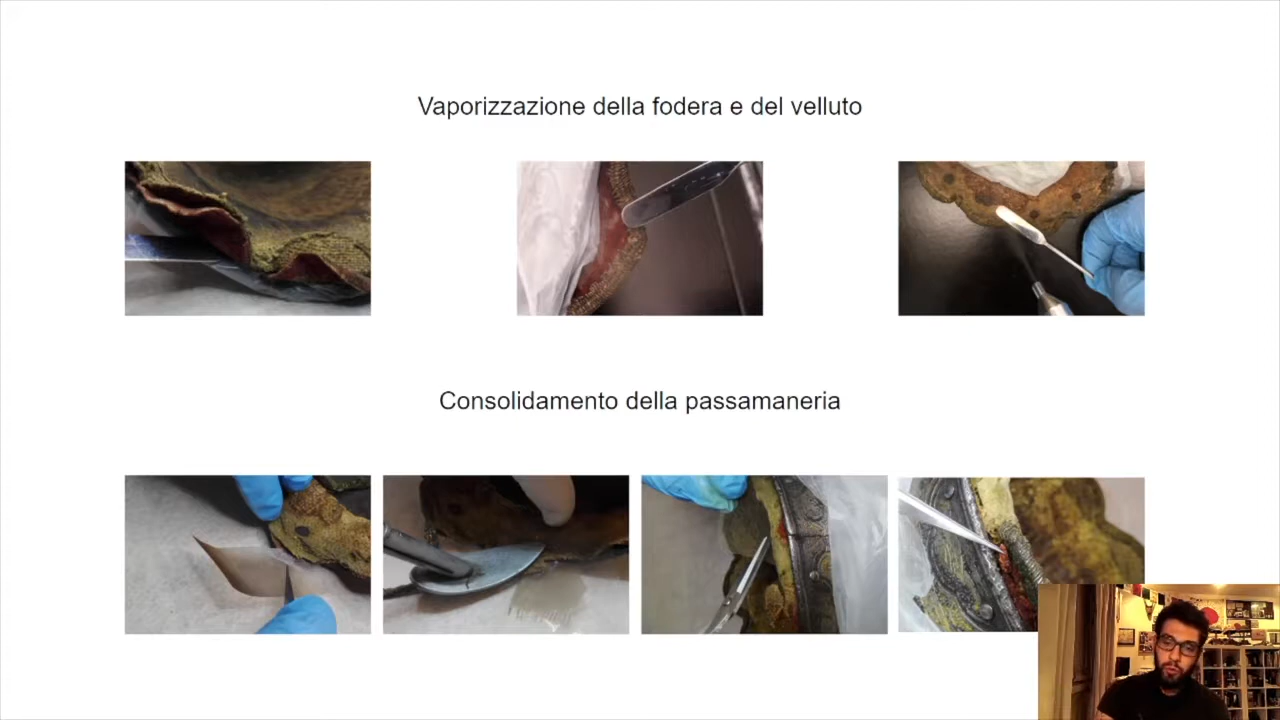 Vaporizzazione della fodera e del velluto
Consolidamento della passamaneria